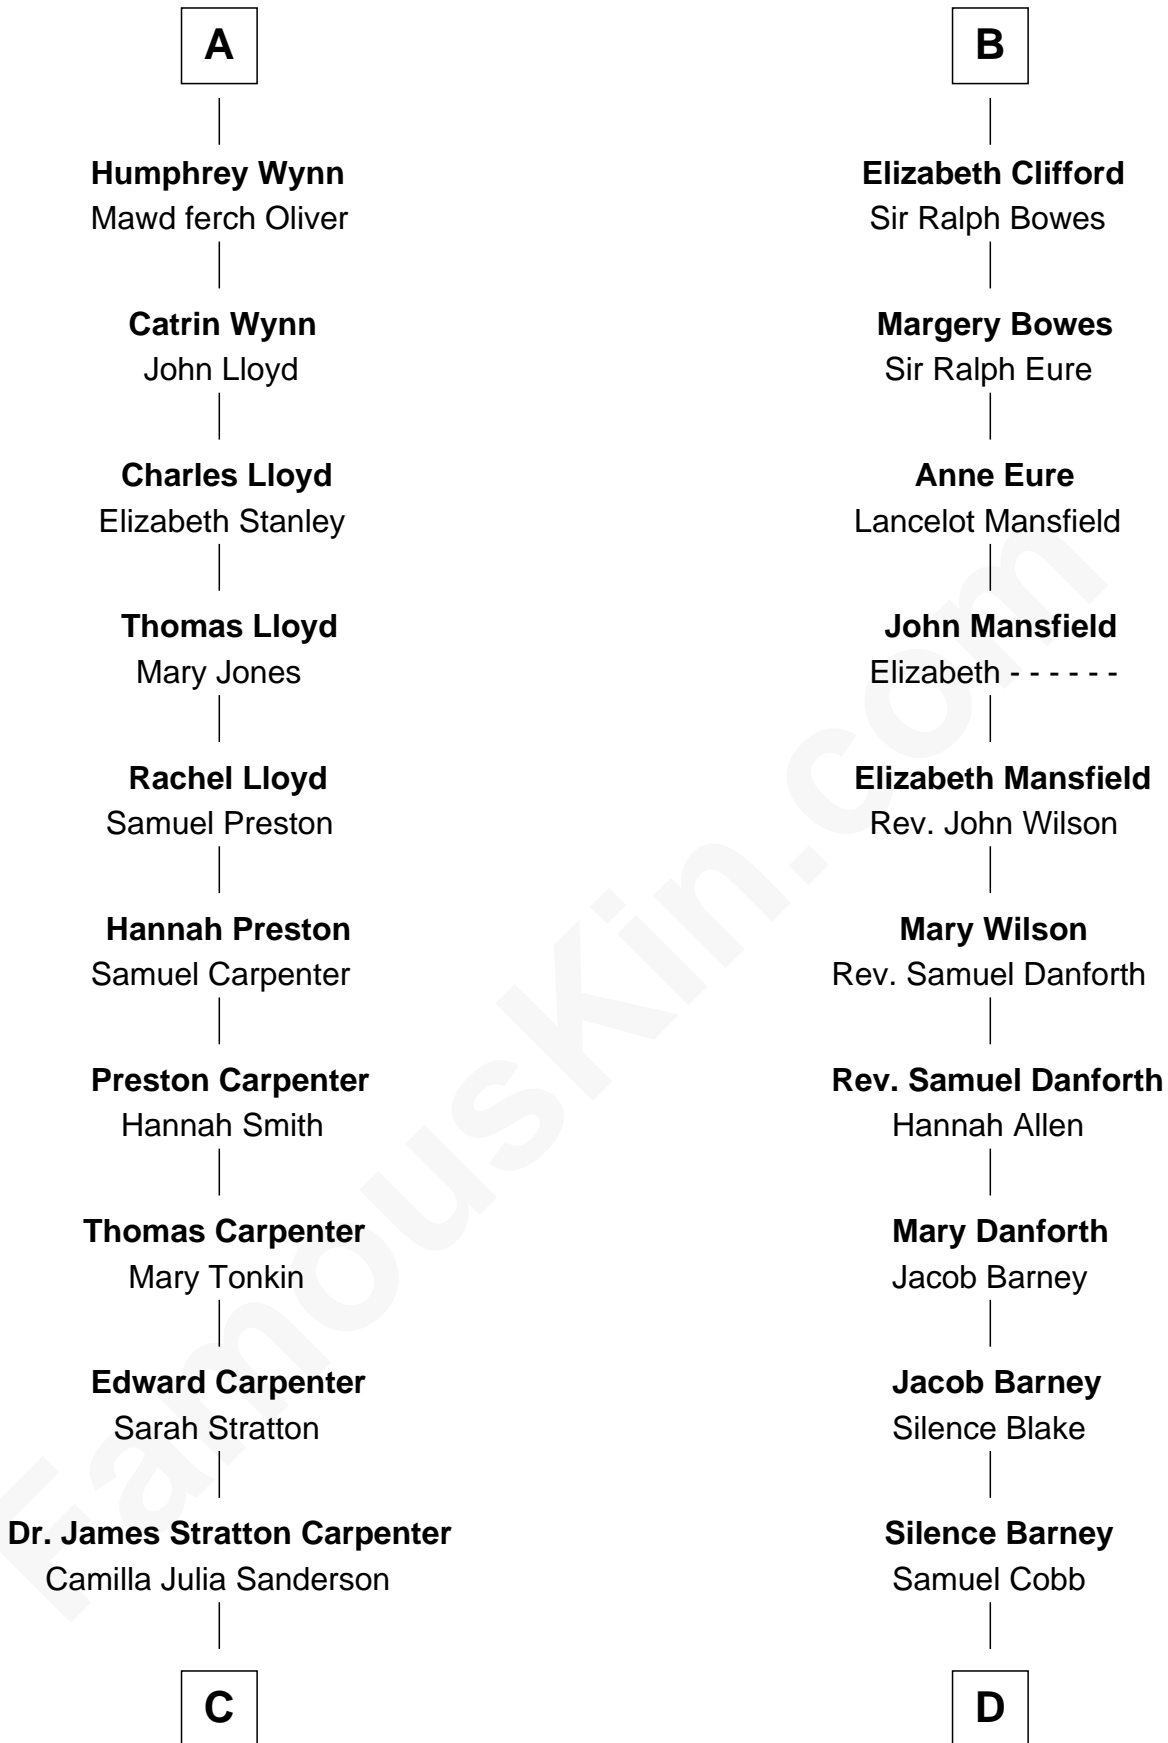 A
Humphrey Wynn
Mawd ferch Oliver
Catrin Wynn
John Lloyd
Charles Lloyd
Elizabeth Stanley
Thomas Lloyd
Mary Jones
Rachel Lloyd
Samuel Preston
Hannah Preston
Samuel Carpenter
Preston Carpenter
Hannah Smith
Thomas Carpenter
Mary Tonkin
Edward Carpenter
Sarah Stratton
Dr. James Stratton Carpenter
Camilla Julia Sanderson
C
B
Elizabeth Clifford
Sir Ralph Bowes
Margery Bowes
Sir Ralph Eure
Anne Eure
Lancelot Mansfield
John Mansfield
Elizabeth - - - - - -
Elizabeth Mansfield
Rev. John Wilson
Mary Wilson
Rev. Samuel Danforth
Rev. Samuel Danforth
Hannah Allen
Mary Danforth
Jacob Barney
Jacob Barney
Silence Blake
Silence Barney
Samuel Cobb
D
FamousKin.com